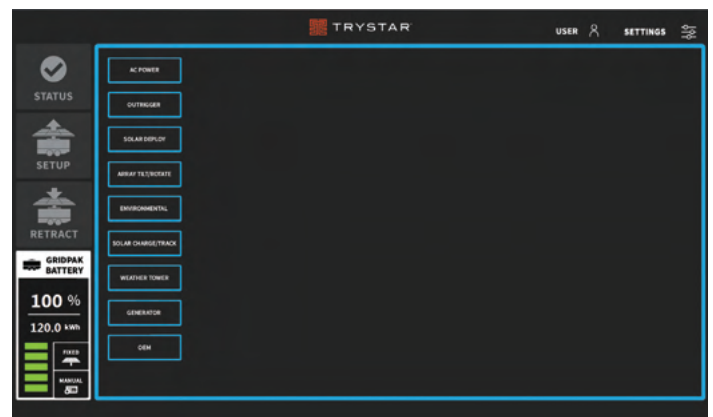 TRYSTAR
USER
SETTINGS
STATUS
SETUP
RETRACT
GRIDPAK
BATTERY
100 %
120.0 kWh
FIXED
MANUAL
AC POWER
OUTRIGGER
SOLAR DEPLOY
ARRAY TILT/ROTATE
ENVIRONMENTAL
SOLAR CHARGE/TRACK
WEATHER TOWER
GENERATOR
OEM